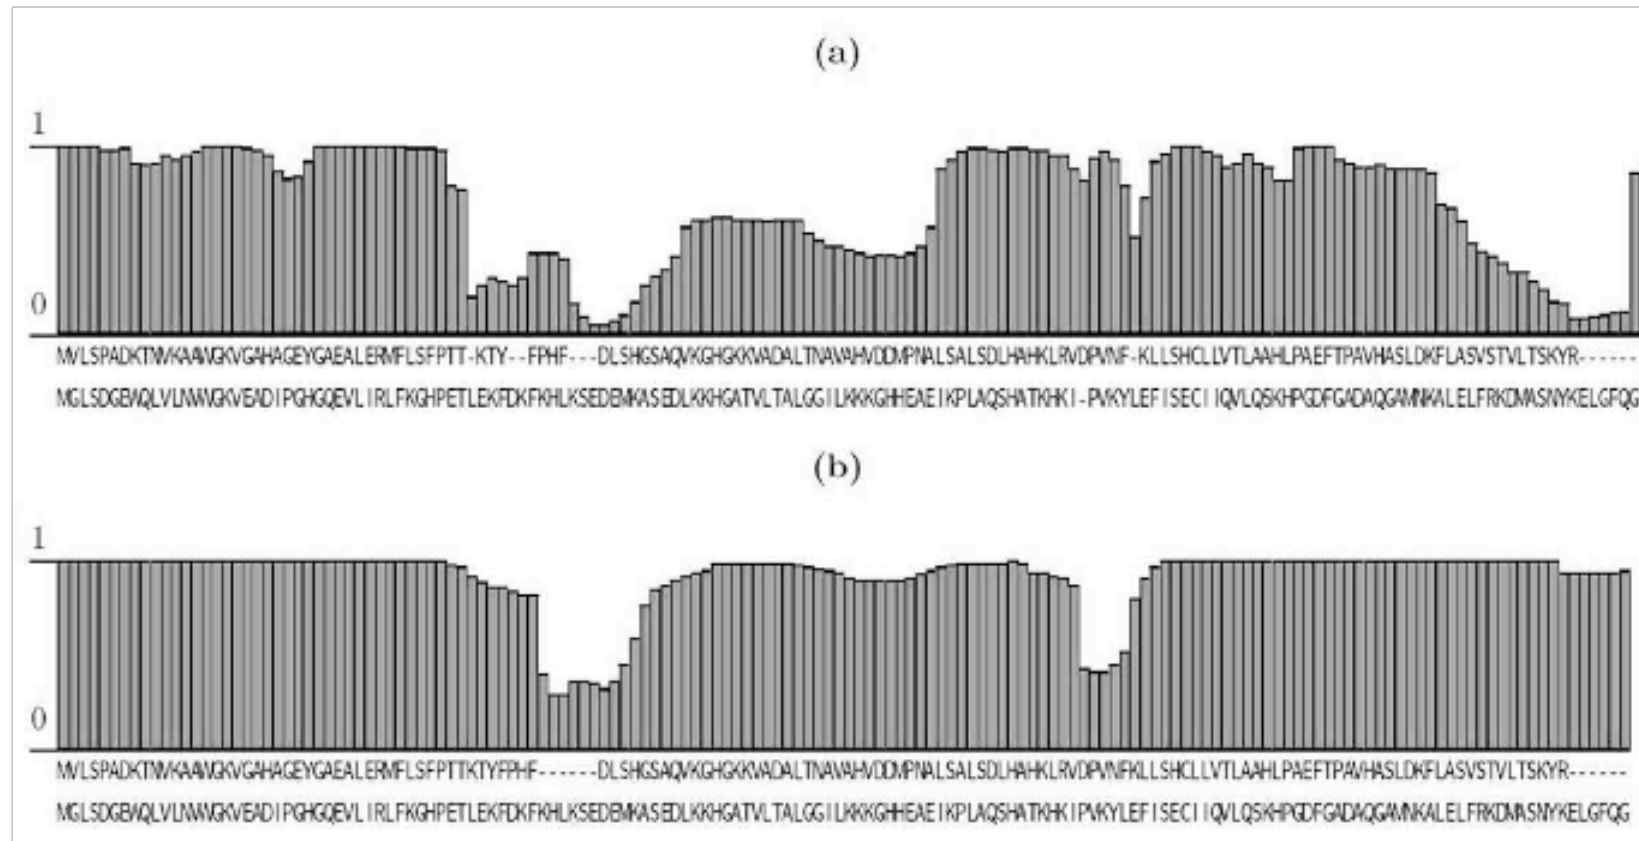 (a)
1
0
MVLSPADKTNVKAAWGKVGAHAGEYGAEALERMFLSFPTT-KTY--FPHF---DLSHGSAQVKGHGKKVADALTNAVAHVDDMPNALSALSDLHAHKLRVDPVNF-KLLSHCLLVTLAAHLPAEFTPAVHASLDKFLASVSTVLTSKYR------
MGLSDGEWQLVLNVWGKVEADIPGHGQEVLIRLFKGHPETLEKFDKFKHLKSEDEMKASEDLKKHGATVLTALGGILKKKGHHEAEIKPLAQSHATKHKI-PVKYLEFISECIIQVLQSKHPGDFGADAQGAMNKALELFRKDMASNYKELGFQG
(b)
1
0
MVLSPADKTNVKAAWGKVGAHAGEYGAEALERMFLSFPTTKTYFPHF------DLSHGSAQVKGHGKKVADALTNAVAHVDDMPNALSALSDLHAHKLRVDPVNFKLLSHCLLVTLAAHLPAEFTPAVHASLDKFLASVSTVLTSKYR------
MGLSDGEWQLVLNVWGKVEADIPGHGQEVLIRLFKGHPETLEKFDKFKHLKSEDEMKASEDLKKHGATVLTALGGILKKKGHHEAEIKPLAQSHATKHKIPVKYLEFISECIIQVLQSKHPGDFGADAQGAMNKALELFRKDMASNYKELGFQG